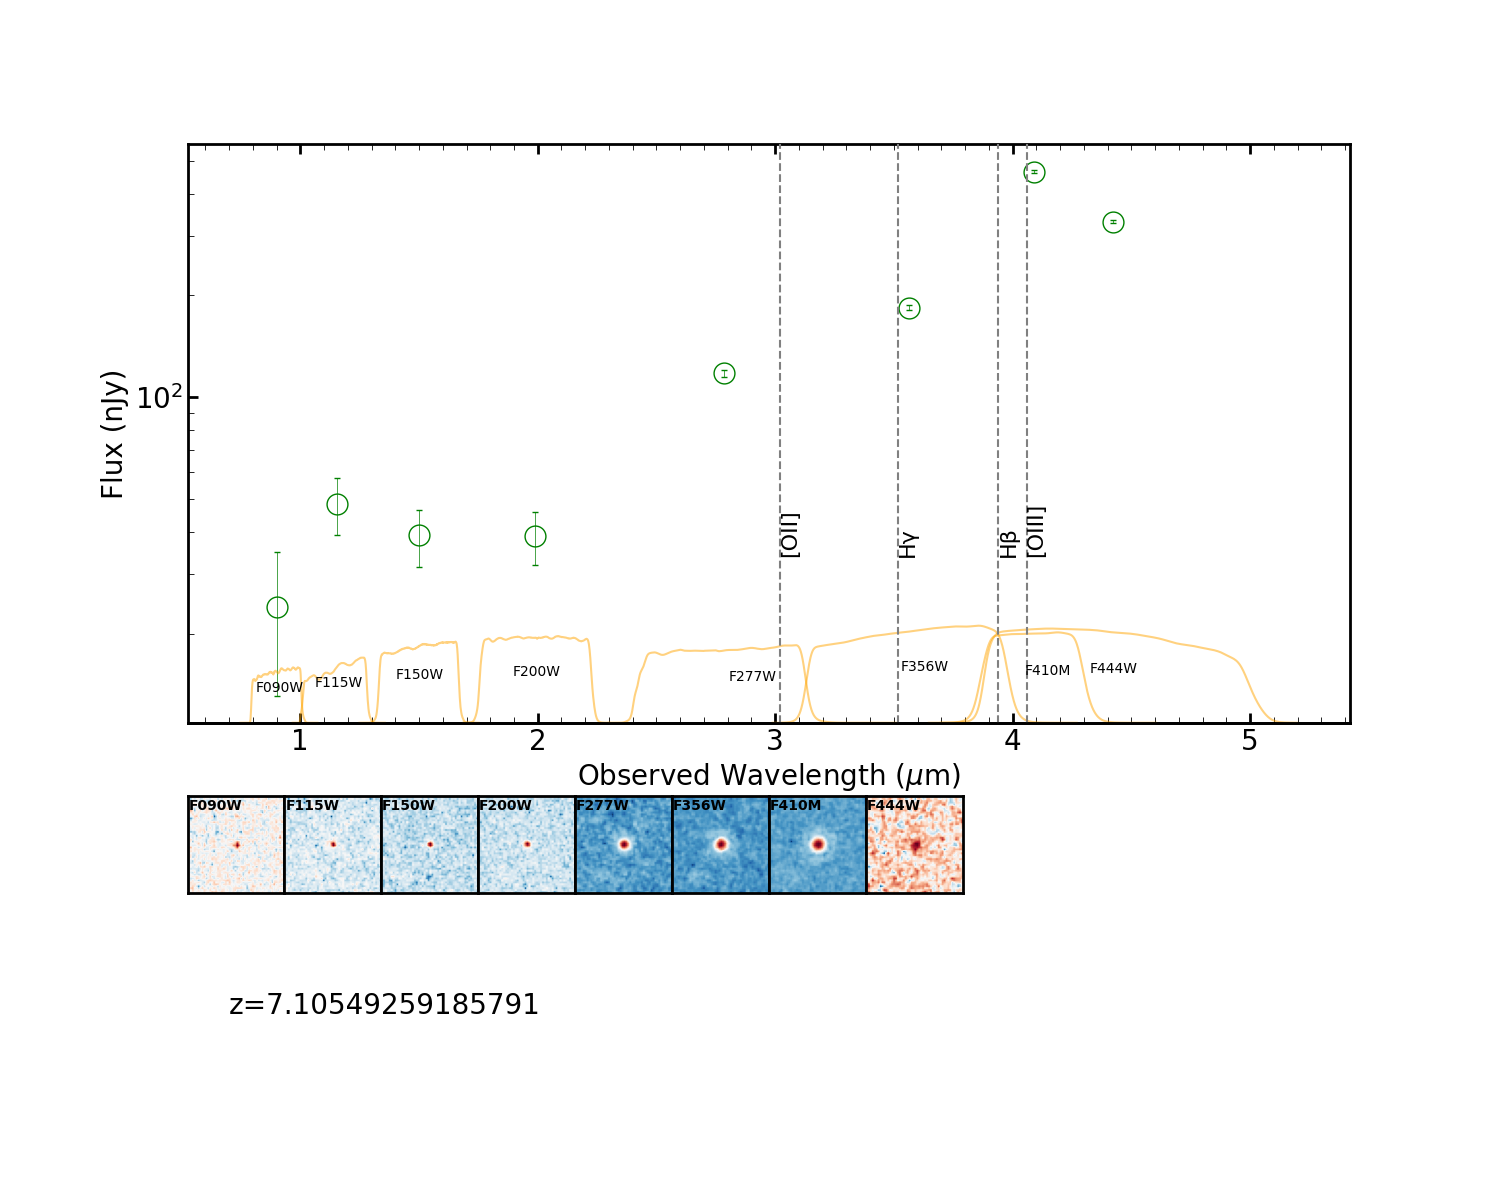 Flux (nJy)
10²
[OII]
Hγ
Hβ
[OIII]
F090W
F115W
F150W
F200W
F277W
F356W
F410M
F444W
1 2 3 4 5
Observed Wavelength (μm)
F090W F115W F150W F200W F277W F356W F410M F444W
z=7.10549259185791